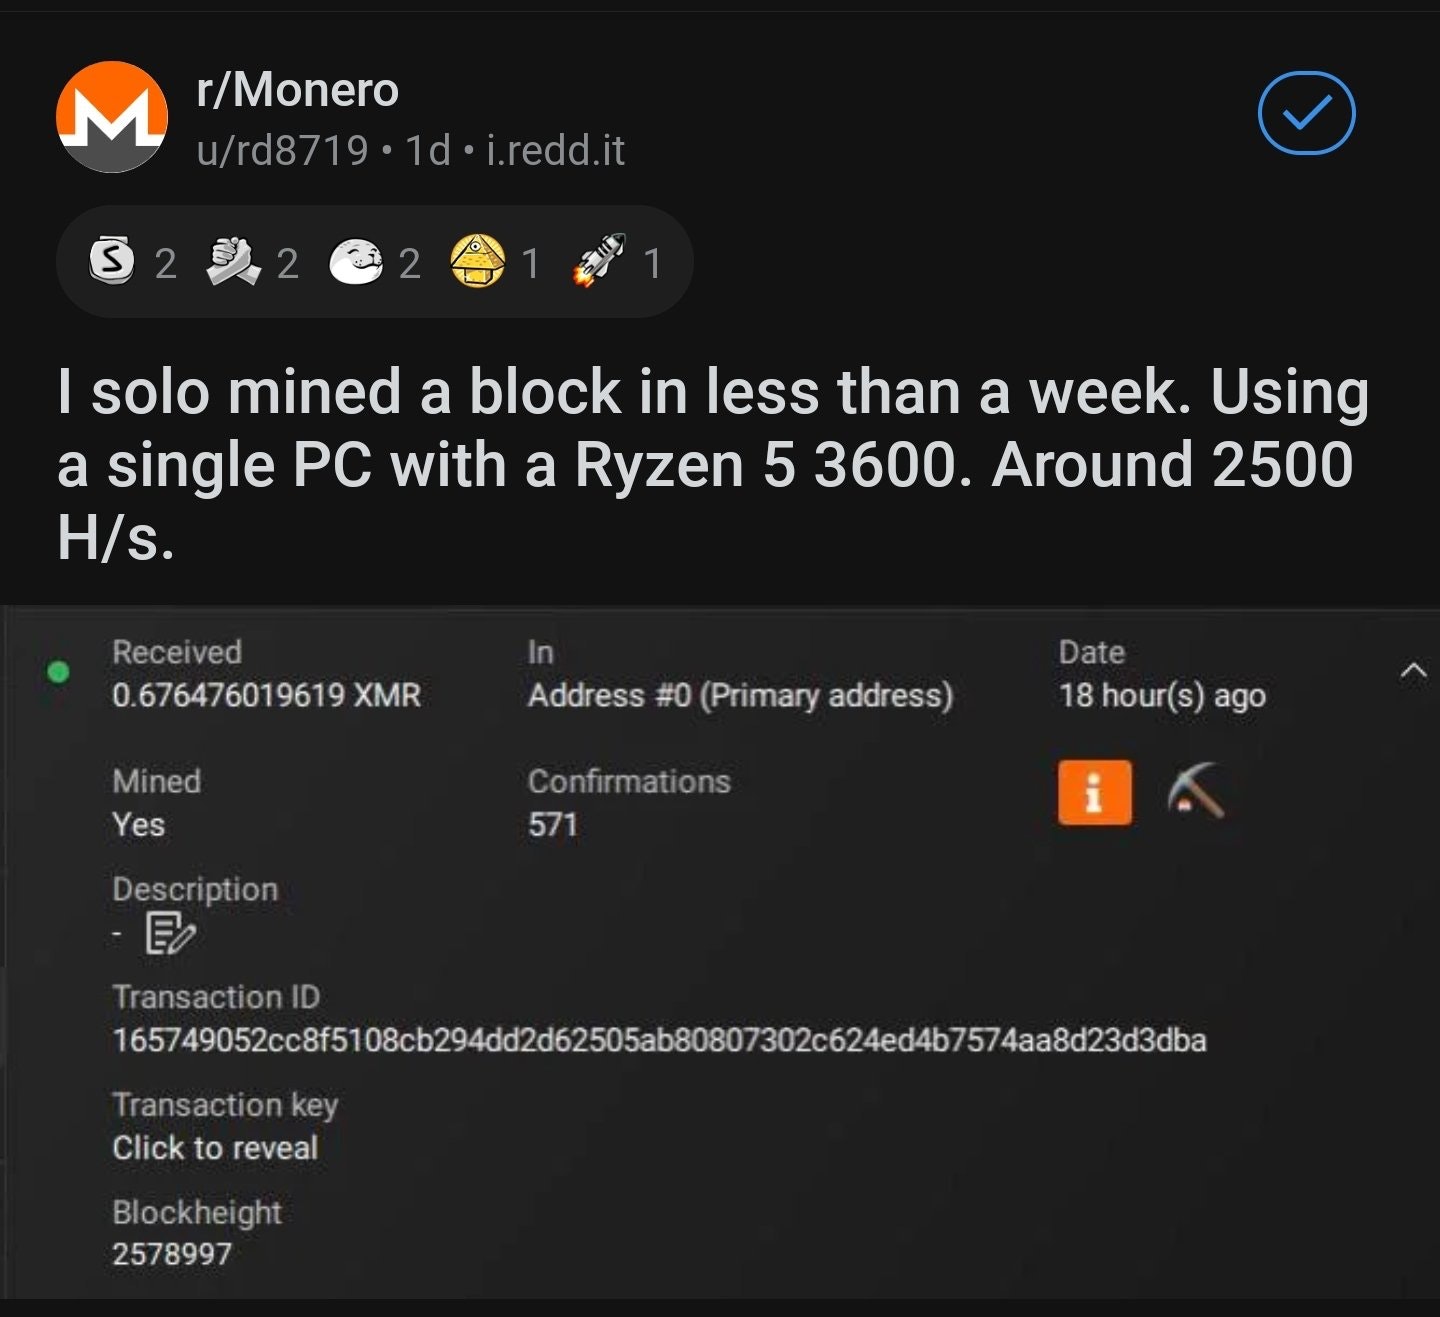 r/Monero
u/rd8719 • 1d • i.redd.it
2 2 2 1 1
I solo mined a block in less than a week. Using
a single PC with a Ryzen 5 3600. Around 2500
H/s.
Received In Date
0.676476019619 XMR Address #0 (Primary address) 18 hour(s) ago
Mined Confirmations
Yes 571
Description
-
Transaction ID
165749052cc8f5108cb294dd2d62505ab80807302c624ed4b7574aa8d23d3dba
Transaction key
Click to reveal
Blockheight
2578997